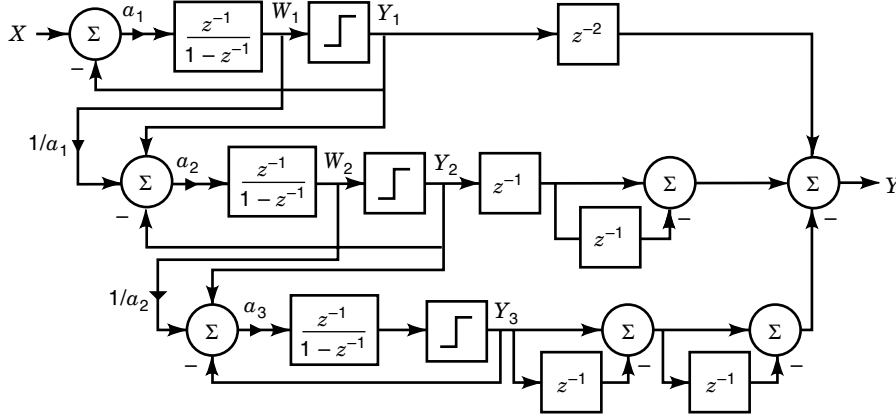 X Σ a₁ z⁻¹ / 1 − z⁻¹ W₁ Y₁ z⁻²
−
1/a₁ Σ a₂ z⁻¹ / 1 − z⁻¹ W₂ Y₂ z⁻¹ Σ Σ Y
− z⁻¹ − −
1/a₂ Σ a₃ z⁻¹ / 1 − z⁻¹ Y₃ Σ Σ
− z⁻¹ − z⁻¹ −